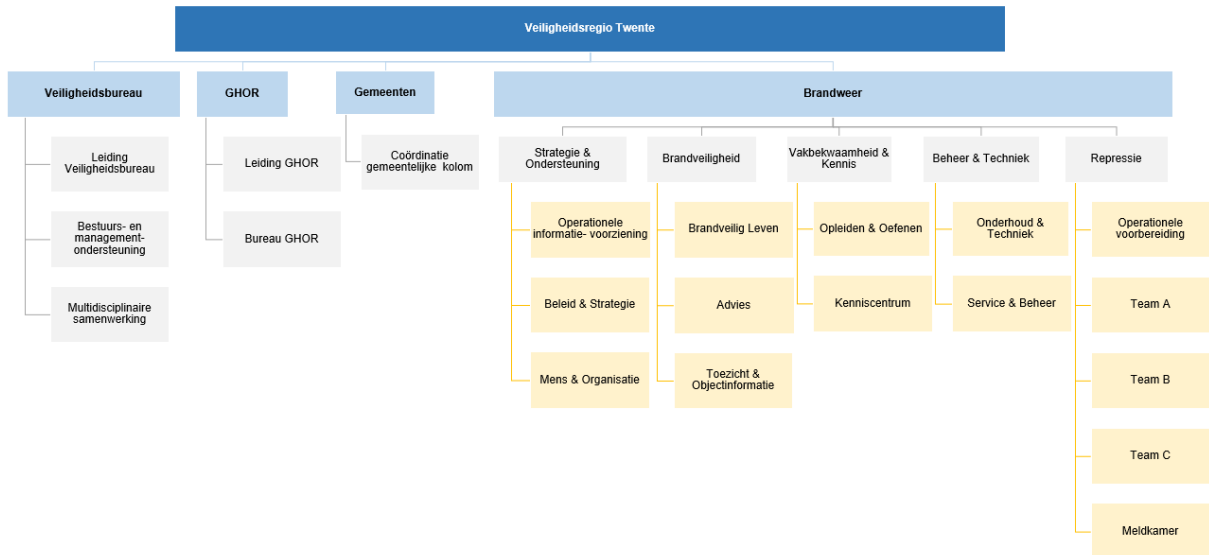 Veiligheidsregio Twente
Veiligheidsbureau
GHOR
Gemeenten
Brandweer
Leiding
Veiligheidsbureau
Bestuurs- en
management-
ondersteuning
Multidisciplinaire
samenwerking
Leiding GHOR
Bureau GHOR
Coördinatie
gemeentelijke kolom
Strategie &
Ondersteuning
Operationele
informatie- voorziening
Beleid & Strategie
Mens & Organisatie
Brandveiligheid
Brandveilig Leven
Advies
Toezicht &
Objectinformatie
Vakbekwaamheid &
Kennis
Opleiden & Oefenen
Kenniscentrum
Beheer & Techniek
Onderhoud &
Techniek
Service & Beheer
Repressie
Operationele
voorbereiding
Team A
Team B
Team C
Meldkamer